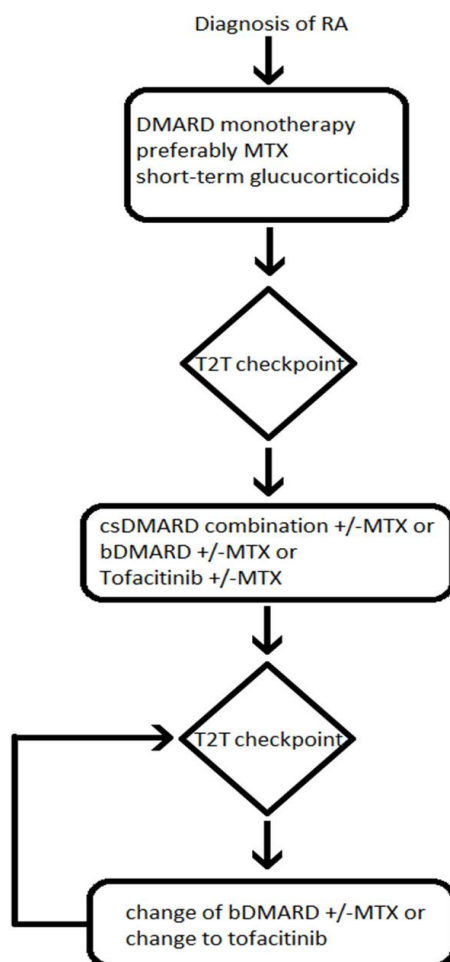 Diagnosis of RA
DMARD monotherapy
preferably MTX
short-term glucucorticoids
T2T checkpoint
csDMARD combination +/-MTX or
bDMARD +/-MTX or
Tofacitinib +/-MTX
T2T checkpoint
change of bDMARD +/-MTX or
change to tofacitinib